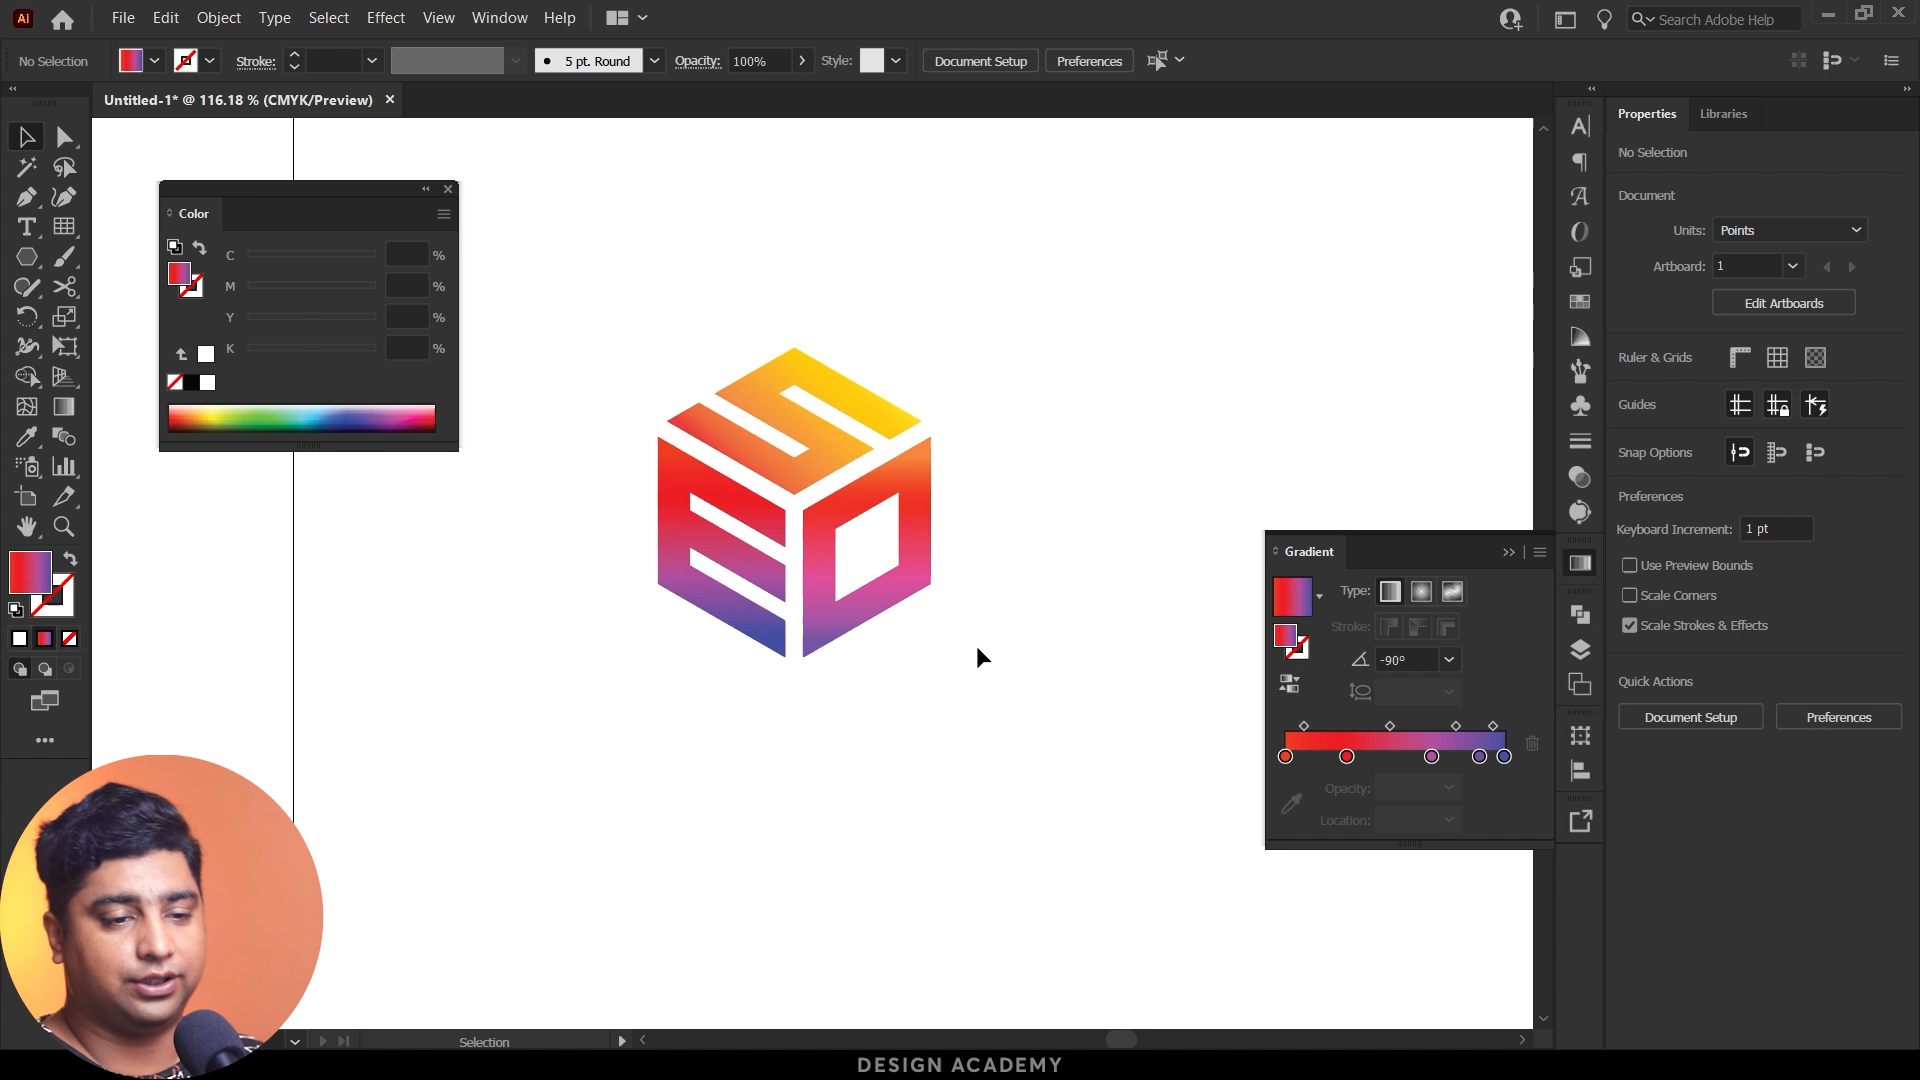 Ai
File Edit Object Type Select Effect View Window Help
Search Adobe Help
No Selection
Stroke:
5 pt. Round
Opacity: 100%
Style:
Document Setup
Preferences
Untitled-1* @ 116.18 % (CMYK/Preview)
Color
C %
M %
Y %
K %
SEO
Gradient
Type:
Stroke:
-90°
Opacity:
Location:
Properties
Libraries
No Selection
Document
Units: Points
Artboard: 1
Edit Artboards
Ruler & Grids
Guides
Snap Options
Preferences
Keyboard Increment: 1 pt
Use Preview Bounds
Scale Corners
Scale Strokes & Effects
Quick Actions
Document Setup
Preferences
Selection
DESIGN ACADEMY